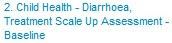 2. Child Health - Diarrhoea,
Treatment Scale Up Assessment -
Baseline